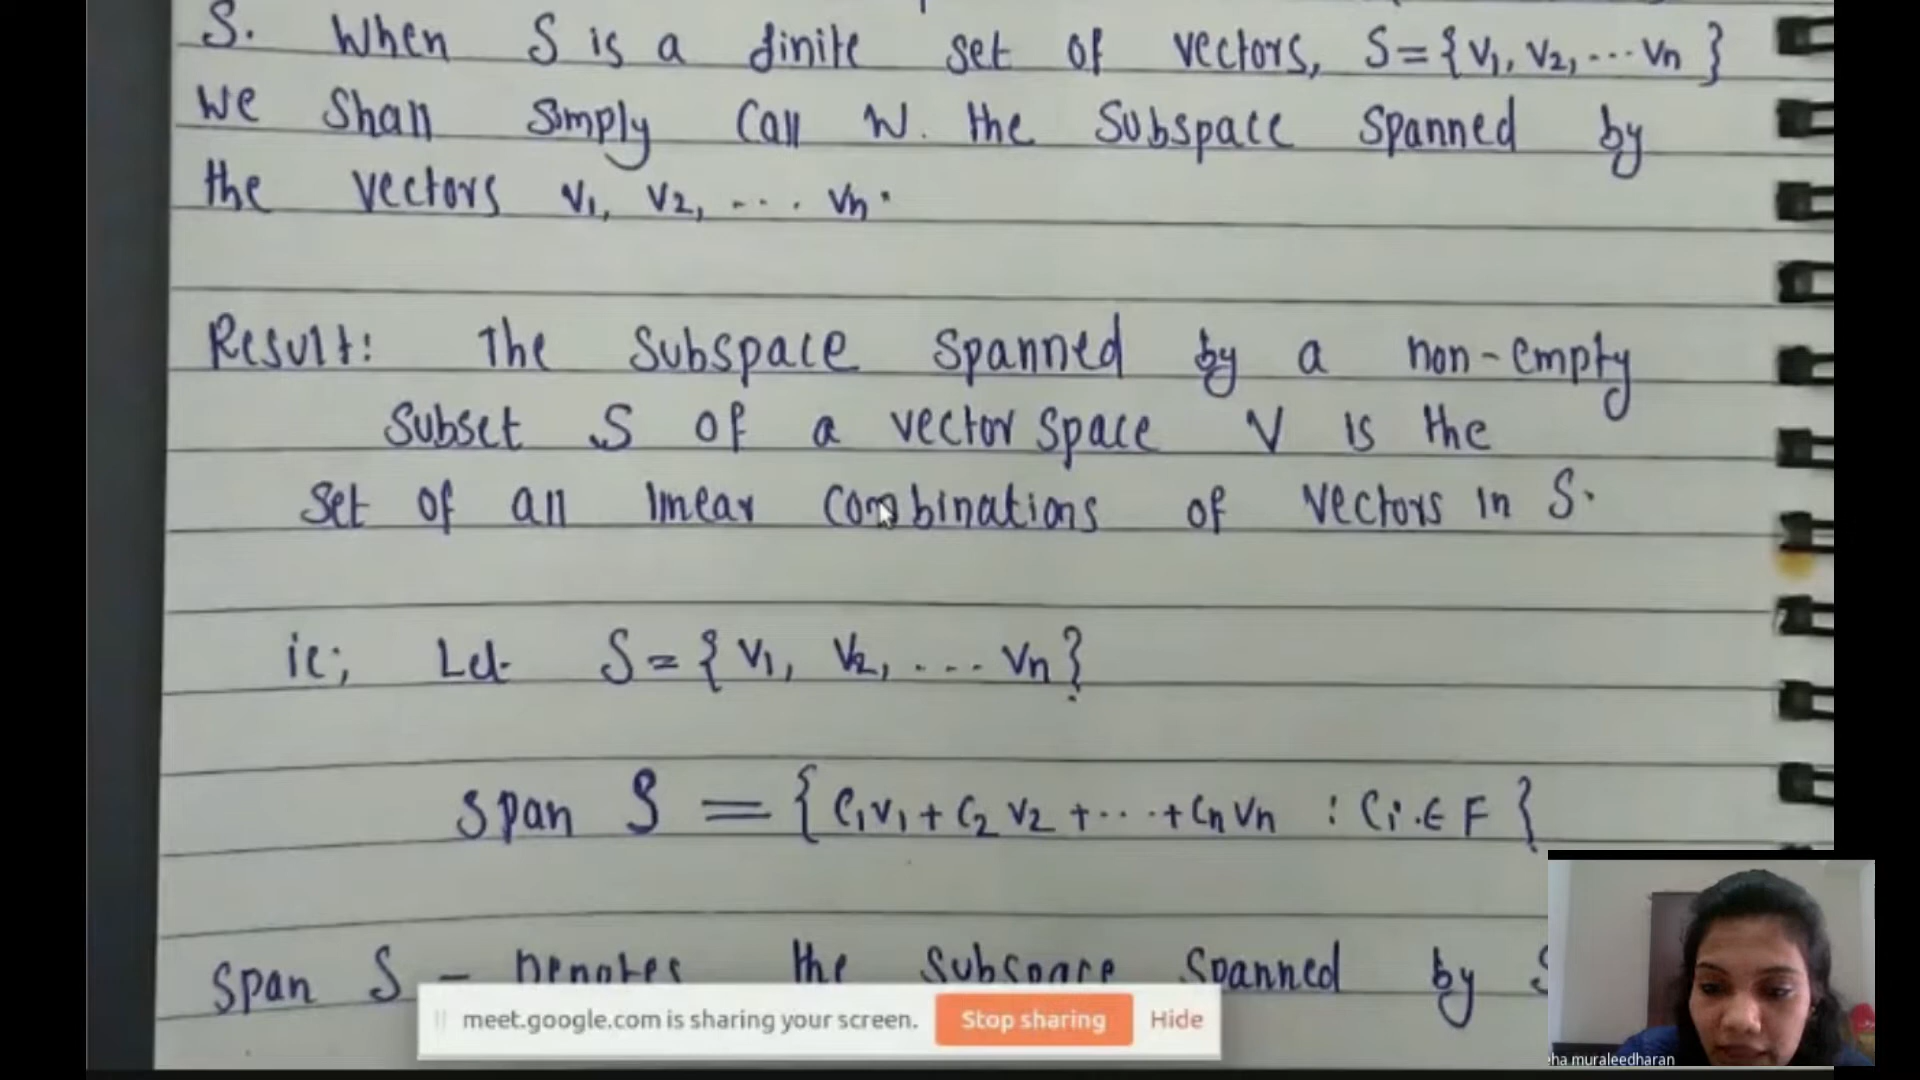 S. When S is a finite set of vectors, S = {v1, v2, ... vn}
We shall simply call W. the subspace spanned by
the vectors v1, v2, ... vn.
Result: The subspace spanned by a non-empty
subset S of a vector space V is the
set of all linear combinations of vectors in S.
ie; Let S = {v1, v2, ... vn}
span S = {c1v1 + c2v2 + ... + cnvn : ci ∈ F}
span S - Denotes the subspace spanned by S
meet.google.com is sharing your screen. Stop sharing Hide
muraleedharan